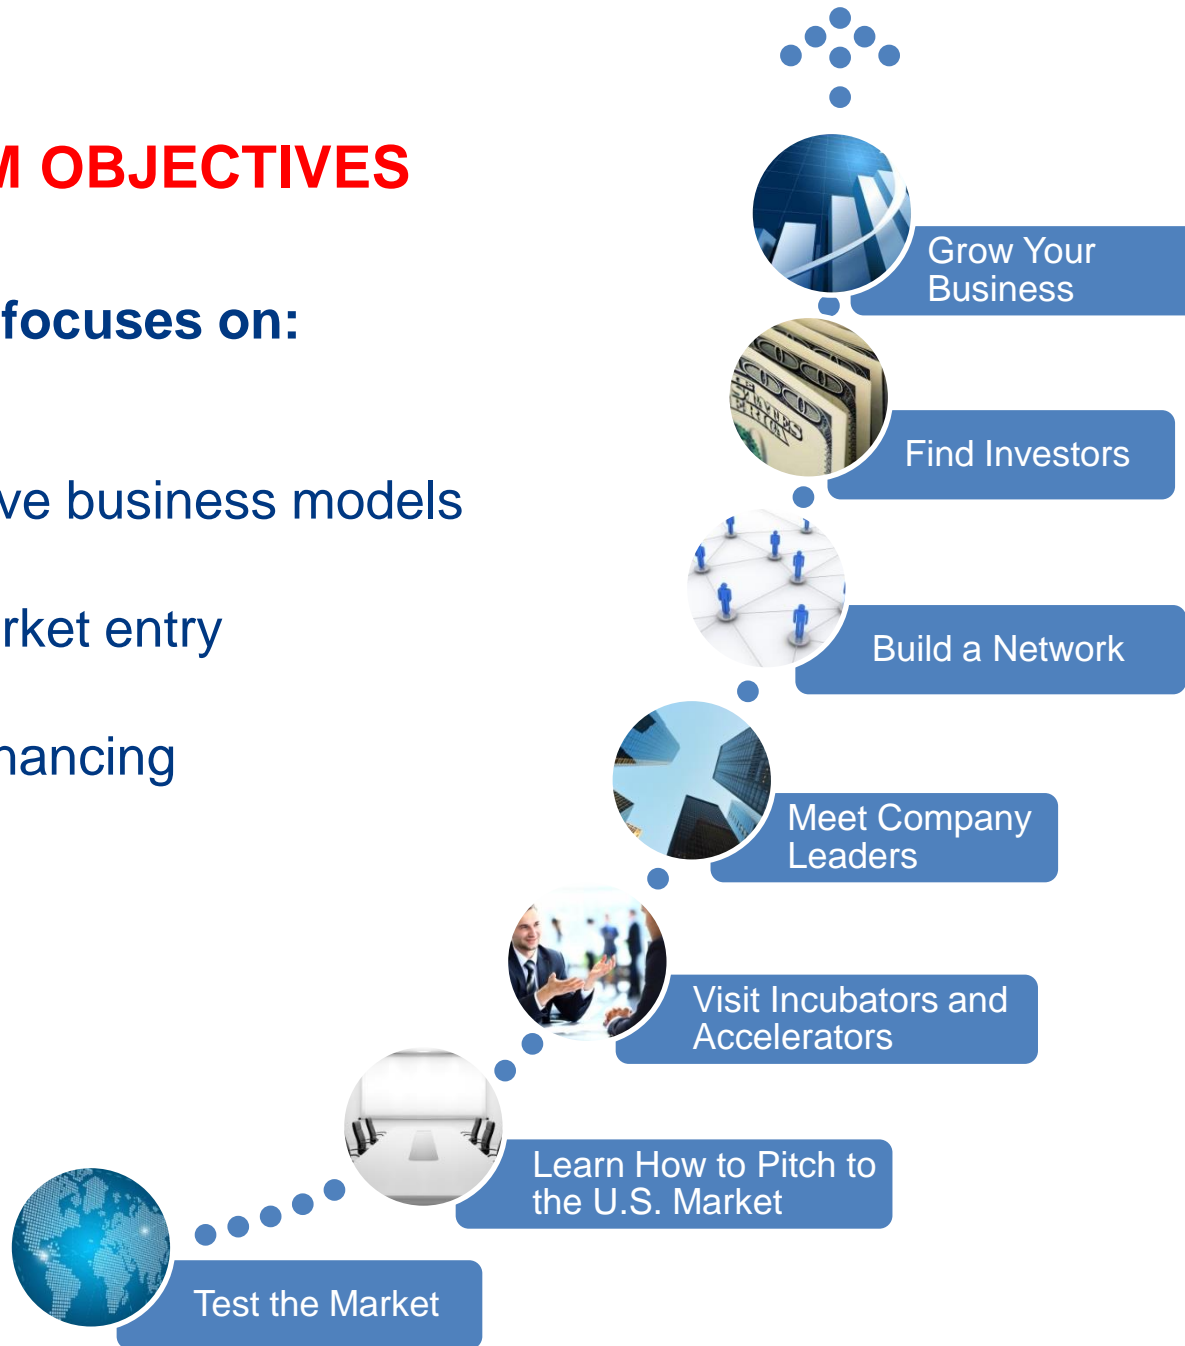 M OBJECTIVES
focuses on:
ve business models
rket entry
nancing
Grow Your
Business
Find Investors
Build a Network
Meet Company
Leaders
Visit Incubators and
Accelerators
Learn How to Pitch to
the U.S. Market
Test the Market